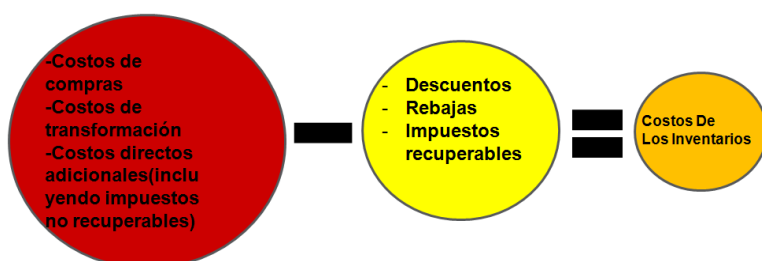 -Costos de
compras
-Costos de
transformación
-Costos directos
adicionales(inclu
yendo impuestos
no recuperables)
- Descuentos
- Rebajas
- Impuestos
recuperables
Costos De
Los Inventarios